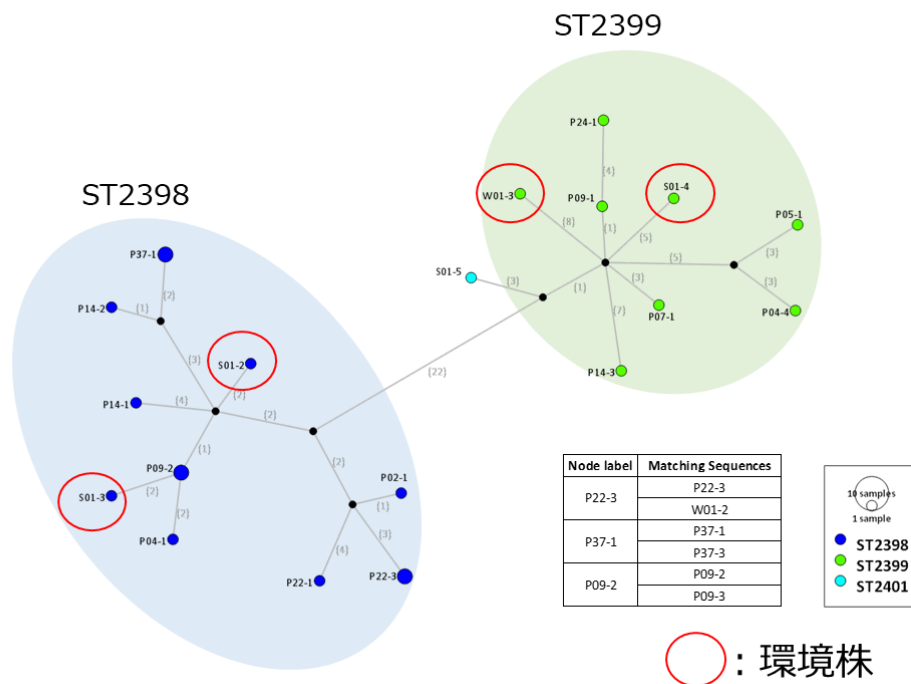 ST2399
ST2398
P24-1
{4}
W01-3
P09-1
S01-4
{8}
{1}
{5}
P05-1
{3}
{5}
{3}
P04-4
{3}
P07-1
{7}
P14-3
{1}
S01-5
{3}
{22}
P37-1
{2}
P14-2
{1}
{3}
S01-2
{2}
P14-1
{4}
{2}
{1}
P09-2
S01-3
{2}
{2}
P04-1
{2}
P02-1
{1}
{3}
{4}
P22-1
P22-3
Node label Matching Sequences
P22-3 P22-3
W01-2
P37-1 P37-1
P37-3
P09-2 P09-2
P09-3
10 samples
1 sample
ST2398
ST2399
ST2401
: 環境株